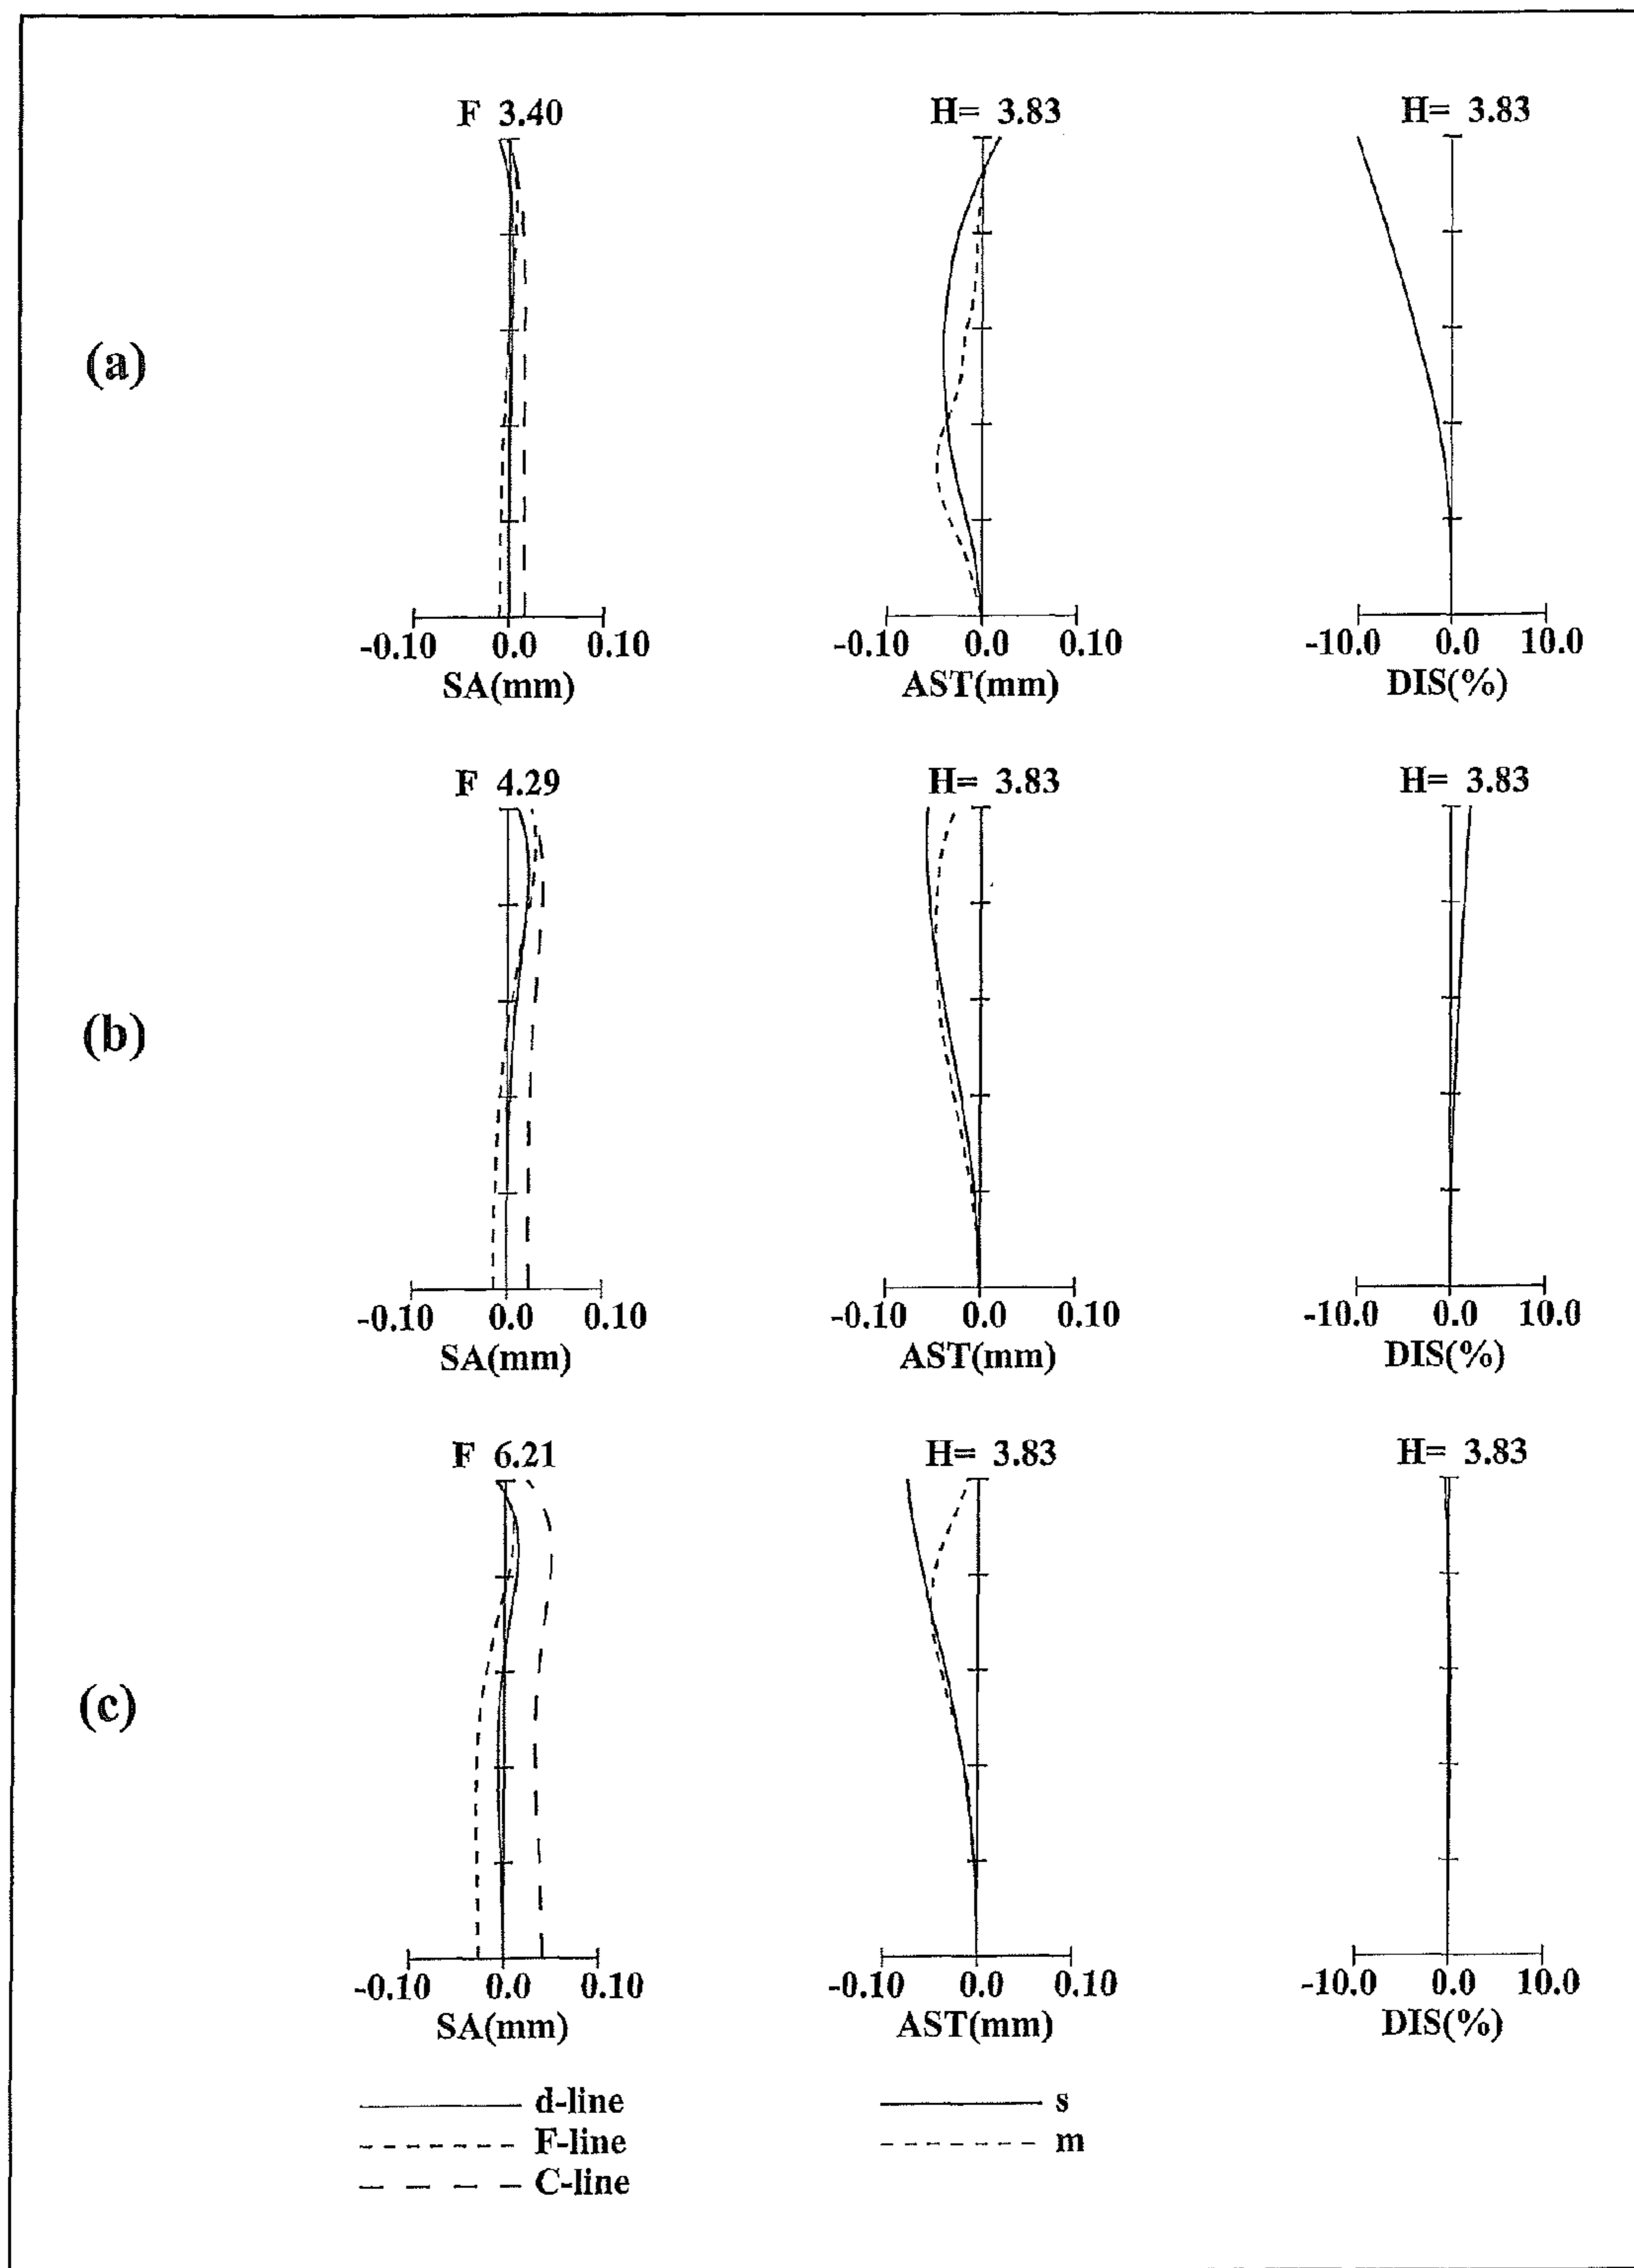 F 3.40
H= 3.83
H= 3.83
(a)
-0.10 0.0 0.10
SA(mm)
-0.10 0.0 0.10
AST(mm)
-10.0 0.0 10.0
DIS(%)
F 4.29
H= 3.83
H= 3.83
(b)
-0.10 0.0 0.10
SA(mm)
-0.10 0.0 0.10
AST(mm)
-10.0 0.0 10.0
DIS(%)
F 6.21
H= 3.83
H= 3.83
(c)
-0.10 0.0 0.10
SA(mm)
-0.10 0.0 0.10
AST(mm)
-10.0 0.0 10.0
DIS(%)
d-line
F-line
C-line
s
m